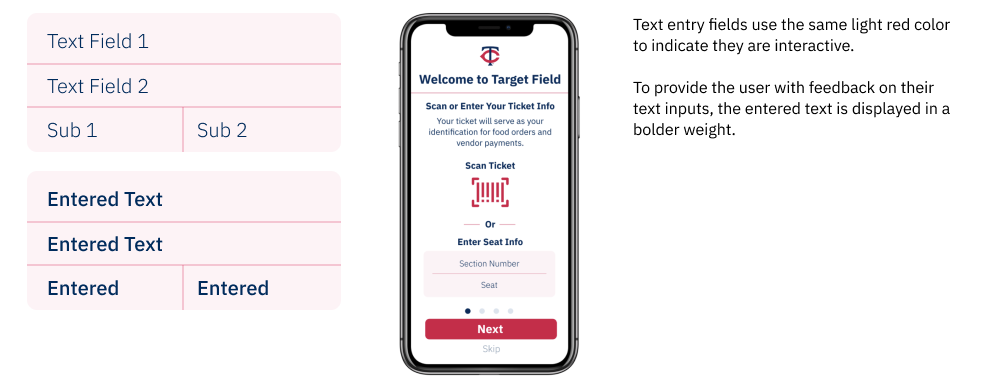 Text Field 1
Text Field 2
Sub 1
Sub 2
Entered Text
Entered Text
Entered
Entered
TC
Welcome to Target Field
Scan or Enter Your Ticket Info
Your ticket will serve as your
identification for food orders and
vendor payments.
Scan Ticket
Or
Enter Seat Info
Section Number
Seat
Next
Skip
Text entry fields use the same light red color
to indicate they are interactive.
To provide the user with feedback on their
text inputs, the entered text is displayed in a
bolder weight.